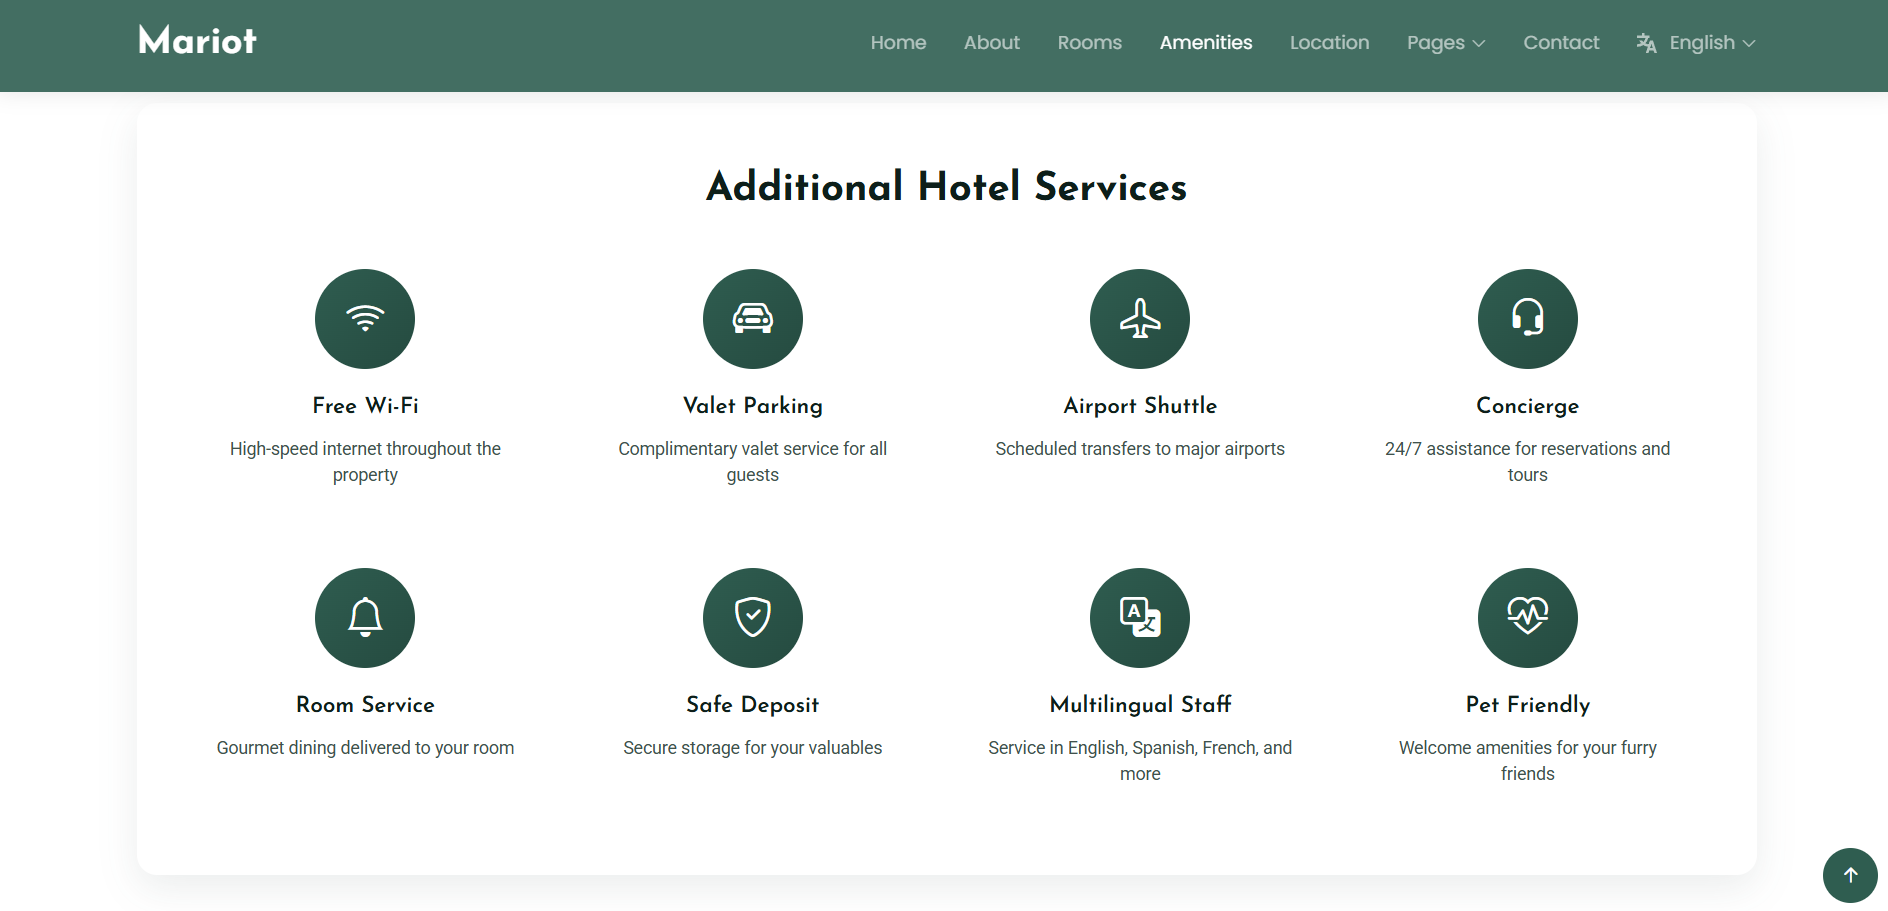 Mariot
Home About Rooms Amenities Location Pages Contact English
Additional Hotel Services
Free Wi-Fi
High-speed internet throughout the
property
Valet Parking
Complimentary valet service for all
guests
Airport Shuttle
Scheduled transfers to major airports
Concierge
24/7 assistance for reservations and
tours
Room Service
Gourmet dining delivered to your room
Safe Deposit
Secure storage for your valuables
Multilingual Staff
Service in English, Spanish, French, and
more
Pet Friendly
Welcome amenities for your furry
friends